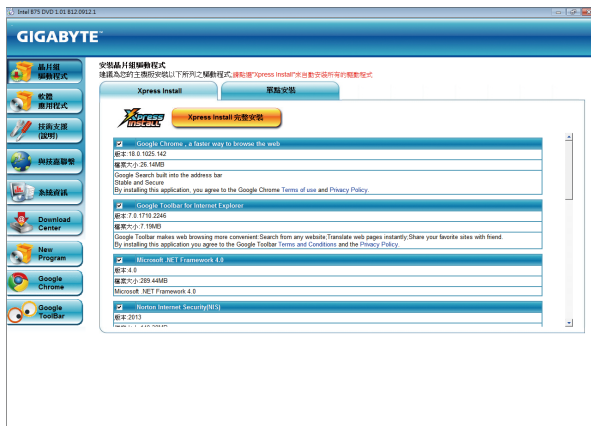 Intel 875 DVD 1.01 B12.0912.1
GIGABYTE™
晶片組
驅動程式
軟體
應用程式
技術支援
(說明)
與技嘉聯繫
系統資訊
Download
Center
New
Program
Google
Chrome
Google
ToolBar
安裝晶片組驅動程式
建議為您的主機版安裝以下所列之驅動程式,請點選"Xpress Install"來自動安裝所有的驅動程式
Xpress Install
單點安裝
Xpress
INSTALL
Xpress Install 完整安裝
Google Chrome , a faster way to browse the web
版本:18.0.1025.142
檔案大小:26.14MB
Google Search built into the address bar
Stable and Secure
By installing this application, you agree to the Google Chrome Terms of use and Privacy Policy.
Google Toolbar for Internet Explorer
版本:7.0.1710.2246
檔案大小:7.19MB
Google Toolbar makes web browsing more convenient:Search from any website;Translate web pages instantly;Share your favorite sites with friend.
By installing this application you agree to the Google Toolbar Terms and Conditions and the Privacy Policy.
Microsoft .NET Framework 4.0
版本:4.0
檔案大小:289.44MB
Microsoft .NET Framework 4.0
Norton Internet Security(NIS)
版本:2013